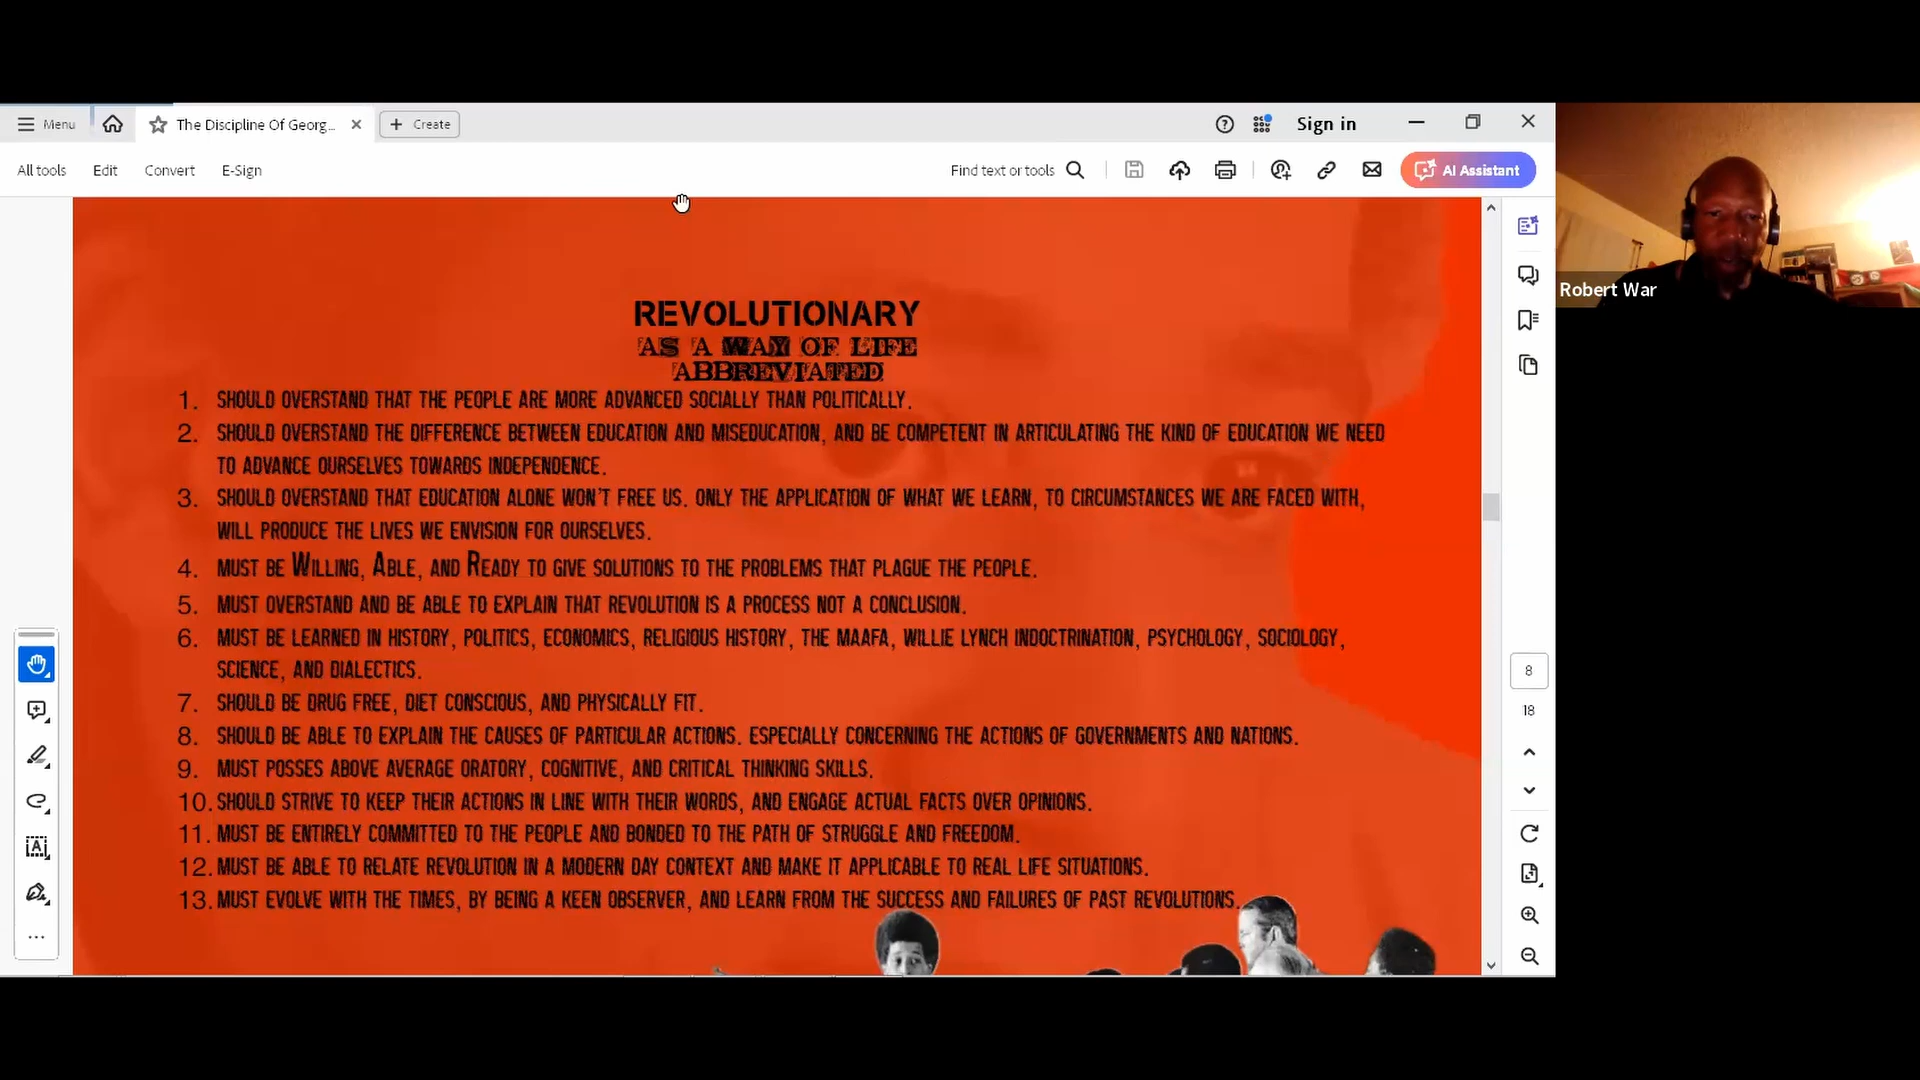 Menu
The Discipline Of Georg...
Create
Sign in
All tools
Edit
Convert
E-Sign
Find text or tools
AI Assistant
Robert War
REVOLUTIONARY
AS A WAY OF LIFE
ABBREVIATED
1. SHOULD OVERSTAND THAT THE PEOPLE ARE MORE ADVANCED SOCIALLY THAN POLITICALLY.
2. SHOULD OVERSTAND THE DIFFERENCE BETWEEN EDUCATION AND MISEDUCATION, AND BE COMPETENT IN ARTICULATING THE KIND OF EDUCATION WE NEED
TO ADVANCE OURSELVES TOWARDS INDEPENDENCE.
3. SHOULD OVERSTAND THAT EDUCATION ALONE WON'T FREE US. ONLY THE APPLICATION OF WHAT WE LEARN, TO CIRCUMSTANCES WE ARE FACED WITH,
WILL PRODUCE THE LIVES WE ENVISION FOR OURSELVES.
4. MUST BE WILLING, ABLE, AND READY TO GIVE SOLUTIONS TO THE PROBLEMS THAT PLAGUE THE PEOPLE.
5. MUST OVERSTAND AND BE ABLE TO EXPLAIN THAT REVOLUTION IS A PROCESS NOT A CONCLUSION.
6. MUST BE LEARNED IN HISTORY, POLITICS, ECONOMICS, RELIGIOUS HISTORY, THE MAAFA, WILLIE LYNCH INDOCTRINATION, PSYCHOLOGY, SOCIOLOGY,
SCIENCE, AND DIALECTICS.
7. SHOULD BE DRUG FREE, DIET CONSCIOUS, AND PHYSICALLY FIT.
8. SHOULD BE ABLE TO EXPLAIN THE CAUSES OF PARTICULAR ACTIONS. ESPECIALLY CONCERNING THE ACTIONS OF GOVERNMENTS AND NATIONS.
9. MUST POSSES ABOVE AVERAGE ORATORY, COGNITIVE, AND CRITICAL THINKING SKILLS.
10. SHOULD STRIVE TO KEEP THEIR ACTIONS IN LINE WITH THEIR WORDS, AND ENGAGE ACTUAL FACTS OVER OPINIONS.
11. MUST BE ENTIRELY COMMITTED TO THE PEOPLE AND BONDED TO THE PATH OF STRUGGLE AND FREEDOM.
12. MUST BE ABLE TO RELATE REVOLUTION IN A MODERN DAY CONTEXT AND MAKE IT APPLICABLE TO REAL LIFE SITUATIONS.
13. MUST EVOLVE WITH THE TIMES, BY BEING A KEEN OBSERVER, AND LEARN FROM THE SUCCESS AND FAILURES OF PAST REVOLUTIONS.
8
18